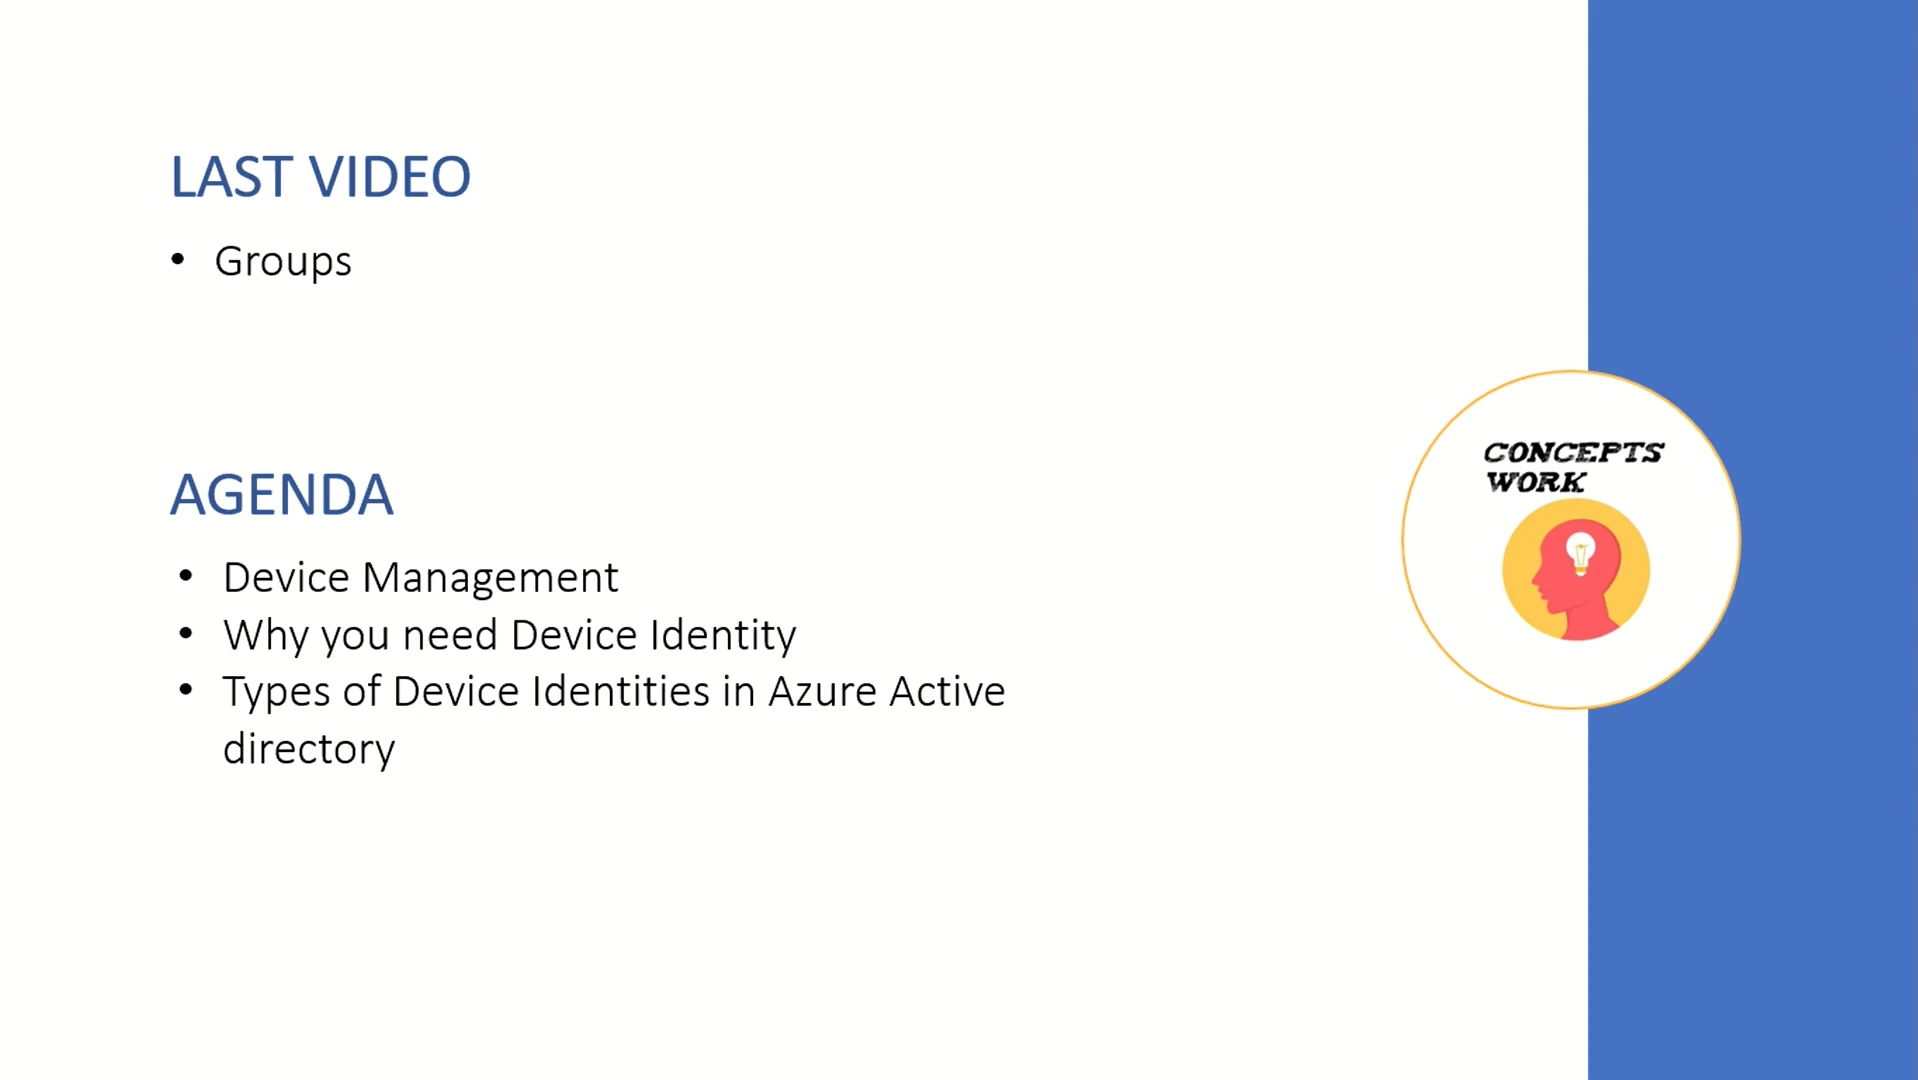 LAST VIDEO
• Groups
AGENDA
• Device Management
• Why you need Device Identity
• Types of Device Identities in Azure Active
directory
CONCEPTS
WORK